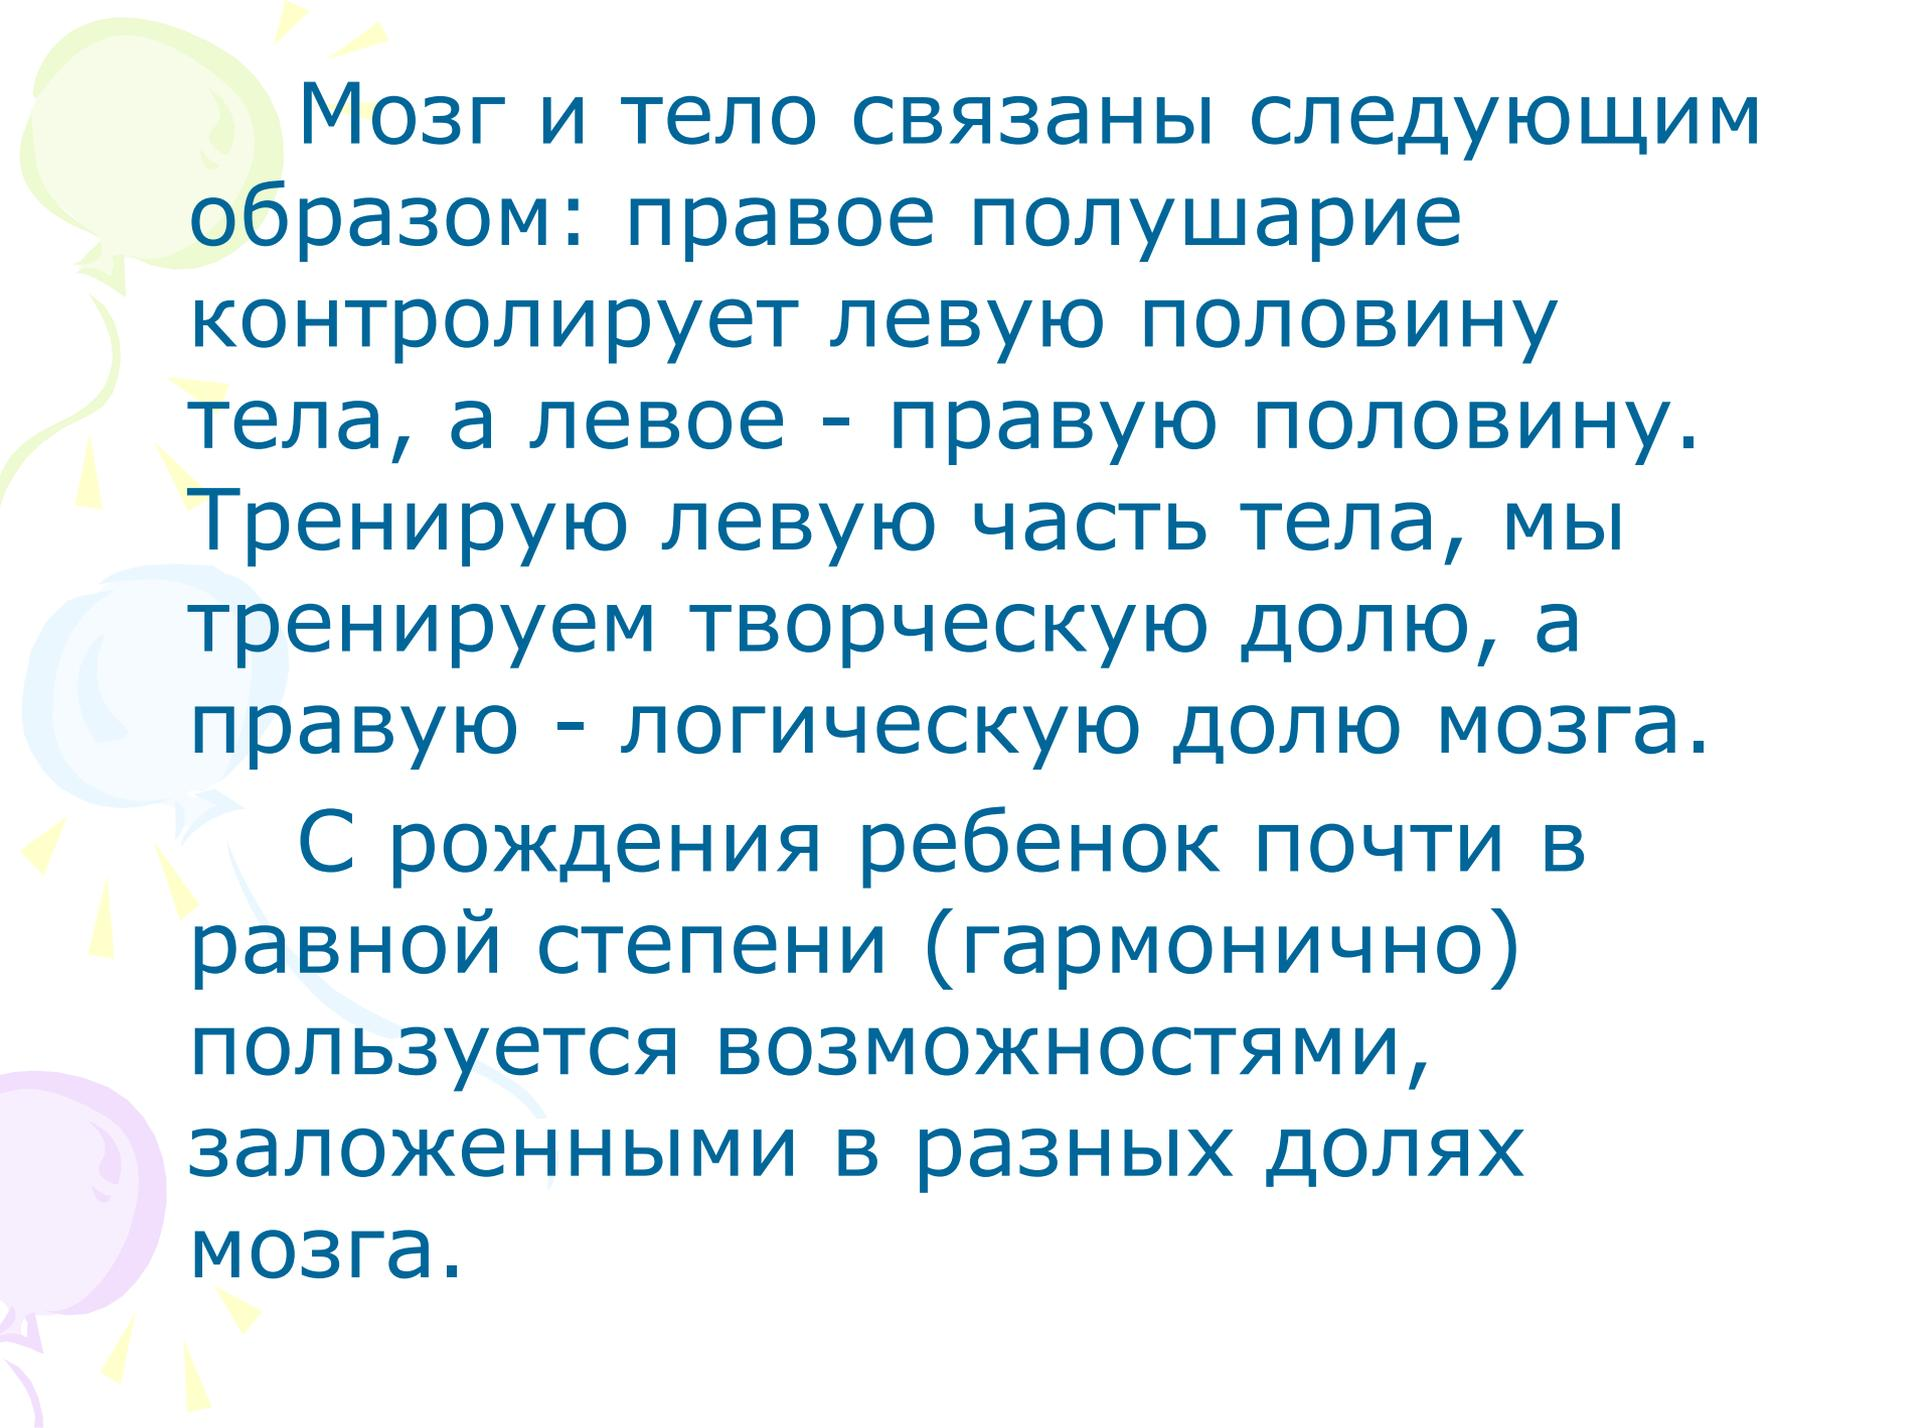 Мозг и тело связаны следующим
образом: правое полушарие
контролирует левую половину
тела, а левое - правую половину.
Тренирую левую часть тела, мы
тренируем творческую долю, а
правую - логическую долю мозга.
С рождения ребенок почти в
равной степени (гармонично)
пользуется возможностями,
заложенными в разных долях
мозга.